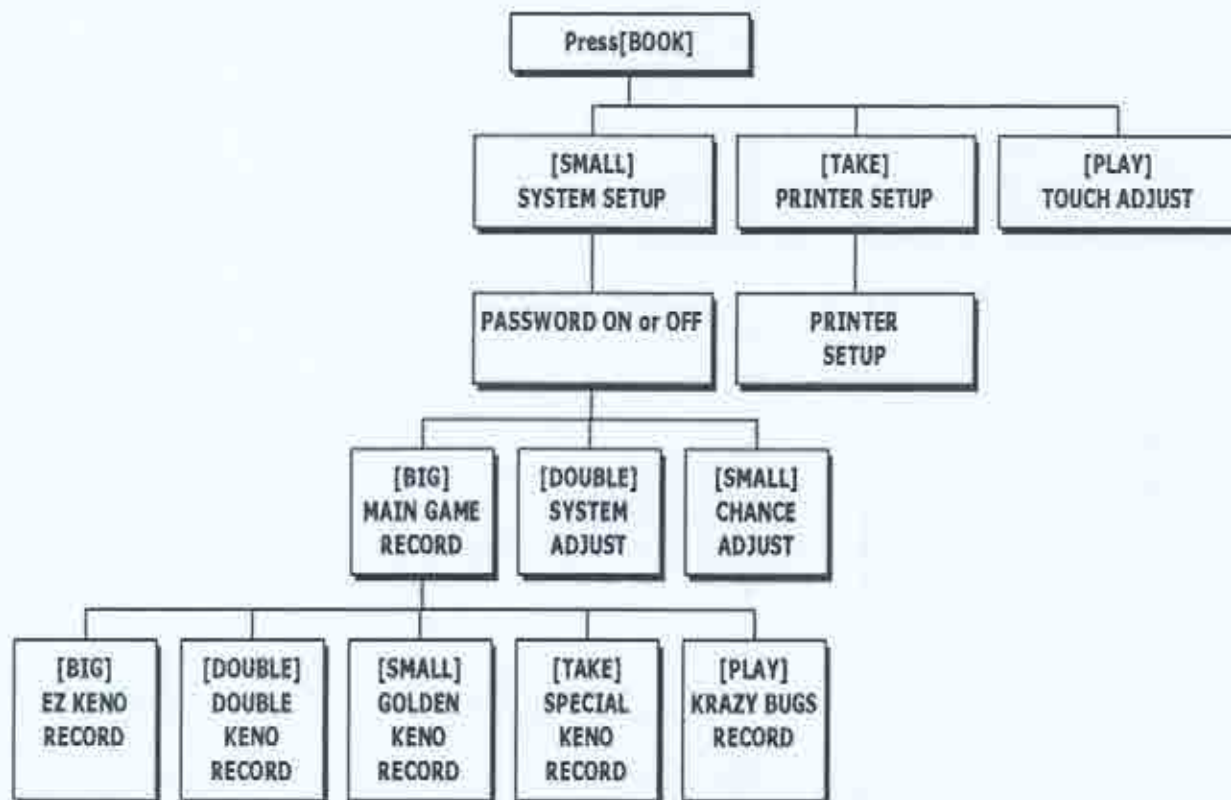 Press[BOOK]
[SMALL]
SYSTEM SETUP
[TAKE]
PRINTER SETUP
[PLAY]
TOUCH ADJUST
PASSWORD ON or OFF
PRINTER
SETUP
[BIG]
MAIN GAME
RECORD
[DOUBLE]
SYSTEM
ADJUST
[SMALL]
CHANCE
ADJUST
[BIG]
EZ KENO
RECORD
[DOUBLE]
DOUBLE
KENO
RECORD
[SMALL]
GOLDEN
KENO
RECORD
[TAKE]
SPECIAL
KENO
RECORD
[PLAY]
KRAZY BUGS
RECORD